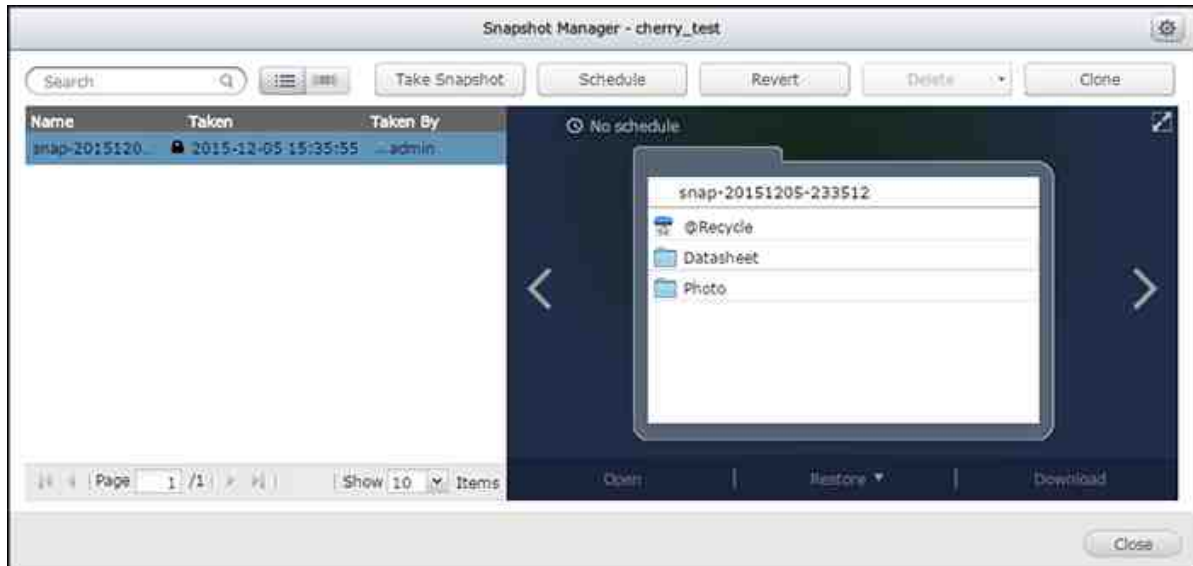 Snapshot Manager - cherry_test
Search
Take Snapshot
Schedule
Revert
Delete
Clone
Name Taken Taken By
snap-2015120... 2015-12-05 15:35:55 ... admin
No schedule
snap-20151205-233512
@Recycle
Datasheet
Photo
Page 1 /1 Show 10 Items
Open | Restore | Download
Close